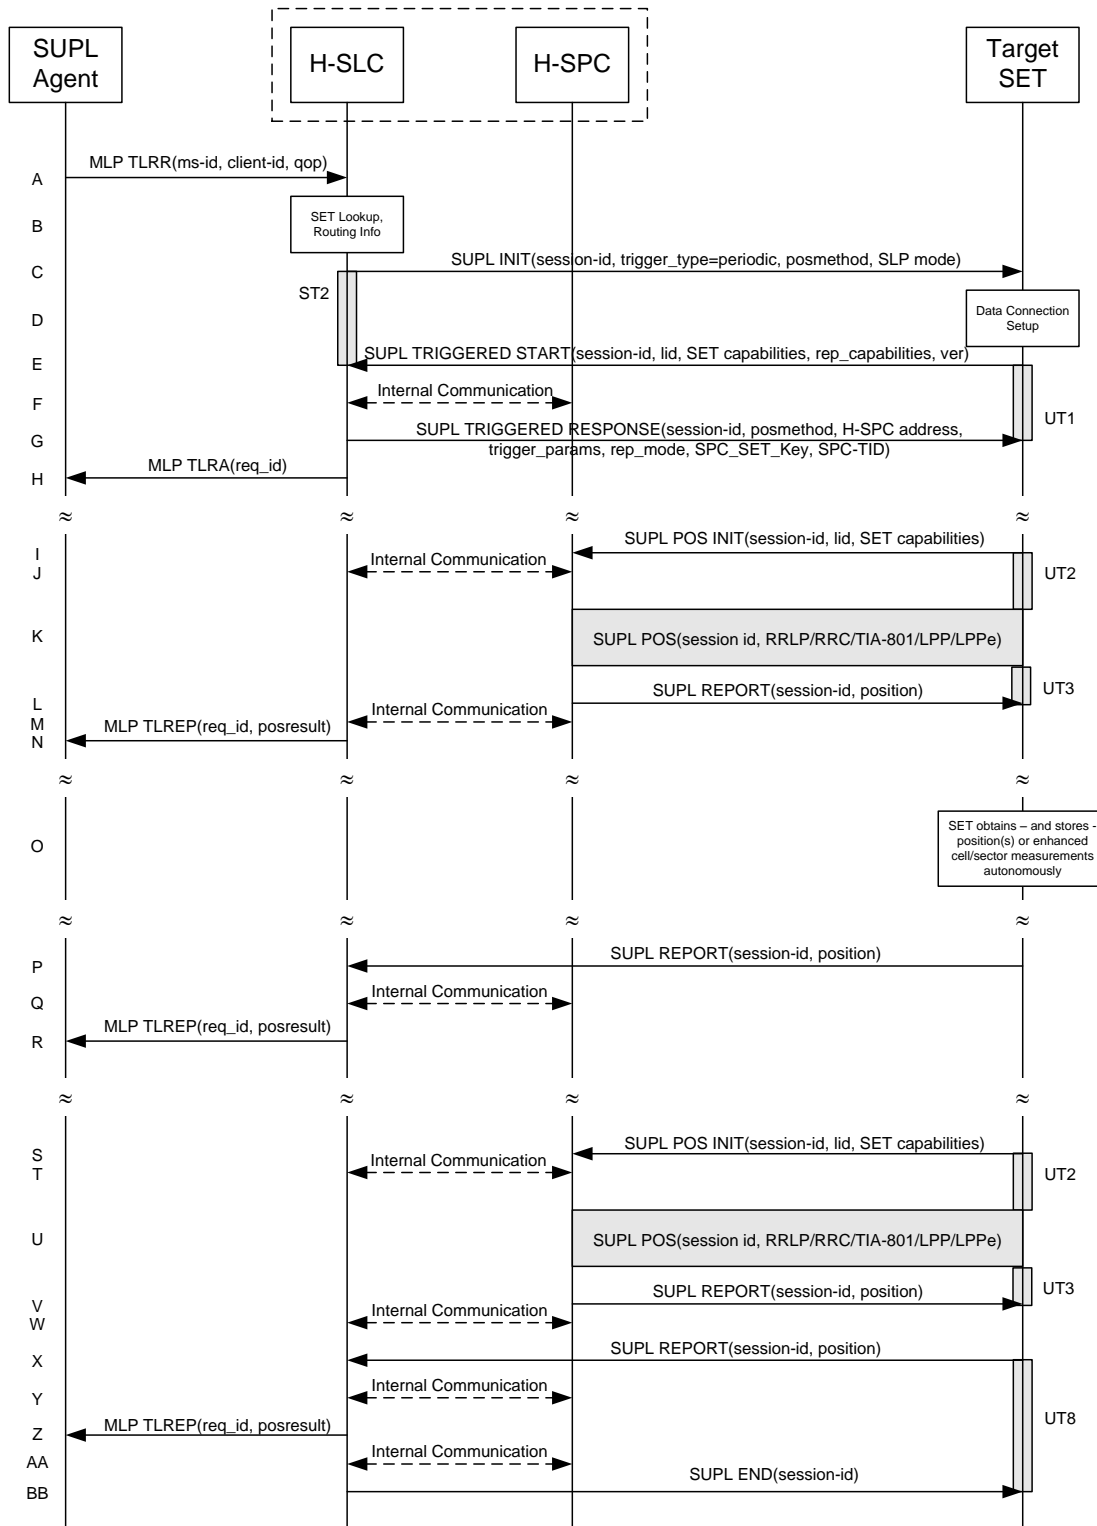 SUPL
Agent
H-SLC
H-SPC
Target
SET
A
MLP TLRR(ms-id, client-id, qop)
B
SET Lookup,
Routing Info
C
SUPL INIT(session-id, trigger_type=periodic, posmethod, SLP mode)
ST2
D
Data Connection
Setup
E
SUPL TRIGGERED START(session-id, lid, SET capabilities, rep_capabilities, ver)
F
Internal Communication
UT1
G
SUPL TRIGGERED RESPONSE(session-id, posmethod, H-SPC address,
trigger_params, rep_mode, SPC_SET_Key, SPC-TID)
H
MLP TLRA(req_id)
≈ ≈ ≈ ≈
I
SUPL POS INIT(session-id, lid, SET capabilities)
J
Internal Communication
UT2
K
SUPL POS(session id, RRLP/RRC/TIA-801/LPP/LPPe)
L
SUPL REPORT(session-id, position)
UT3
M
Internal Communication
N
MLP TLREP(req_id, posresult)
≈ ≈ ≈ ≈
O
SET obtains – and stores -
position(s) or enhanced
cell/sector measurements
autonomously
≈ ≈ ≈ ≈
P
SUPL REPORT(session-id, position)
Q
Internal Communication
R
MLP TLREP(req_id, posresult)
≈ ≈ ≈ ≈
S
SUPL POS INIT(session-id, lid, SET capabilities)
T
Internal Communication
UT2
U
SUPL POS(session id, RRLP/RRC/TIA-801/LPP/LPPe)
V
SUPL REPORT(session-id, position)
UT3
W
Internal Communication
X
SUPL REPORT(session-id, position)
Y
Internal Communication
UT8
Z
MLP TLREP(req_id, posresult)
AA
Internal Communication
BB
SUPL END(session-id)